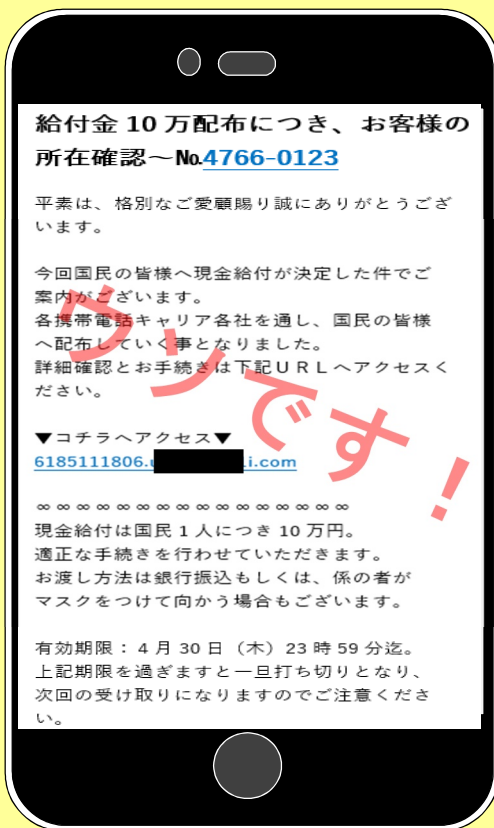 給付金10万配布につき、お客様の
所在確認～№4766-0123
平素は、格別なご愛顧賜り誠にありがとうござ
います。
今回国民の皆様へ現金給付が決定した件でご
案内がございます。
各携帯電話キャリア各社を通し、国民の皆様
へ配布していく事となりました。
詳細確認とお手続きは下記ＵＲＬへアクセスく
ださい。
ウソです！
▼コチラへアクセス▼
6185111806. i.com
∞∞∞∞∞∞∞∞∞∞∞∞∞∞∞∞∞
現金給付は国民1人につき10万円。
適正な手続きを行わせていただきます。
お渡し方法は銀行振込もしくは、係の者が
マスクをつけて向かう場合もございます。
有効期限：4月30日（木）23時59分迄。
上記期限を過ぎますと一旦打ち切りとなり、
次回の受け取りになりますのでご注意くださ
い。